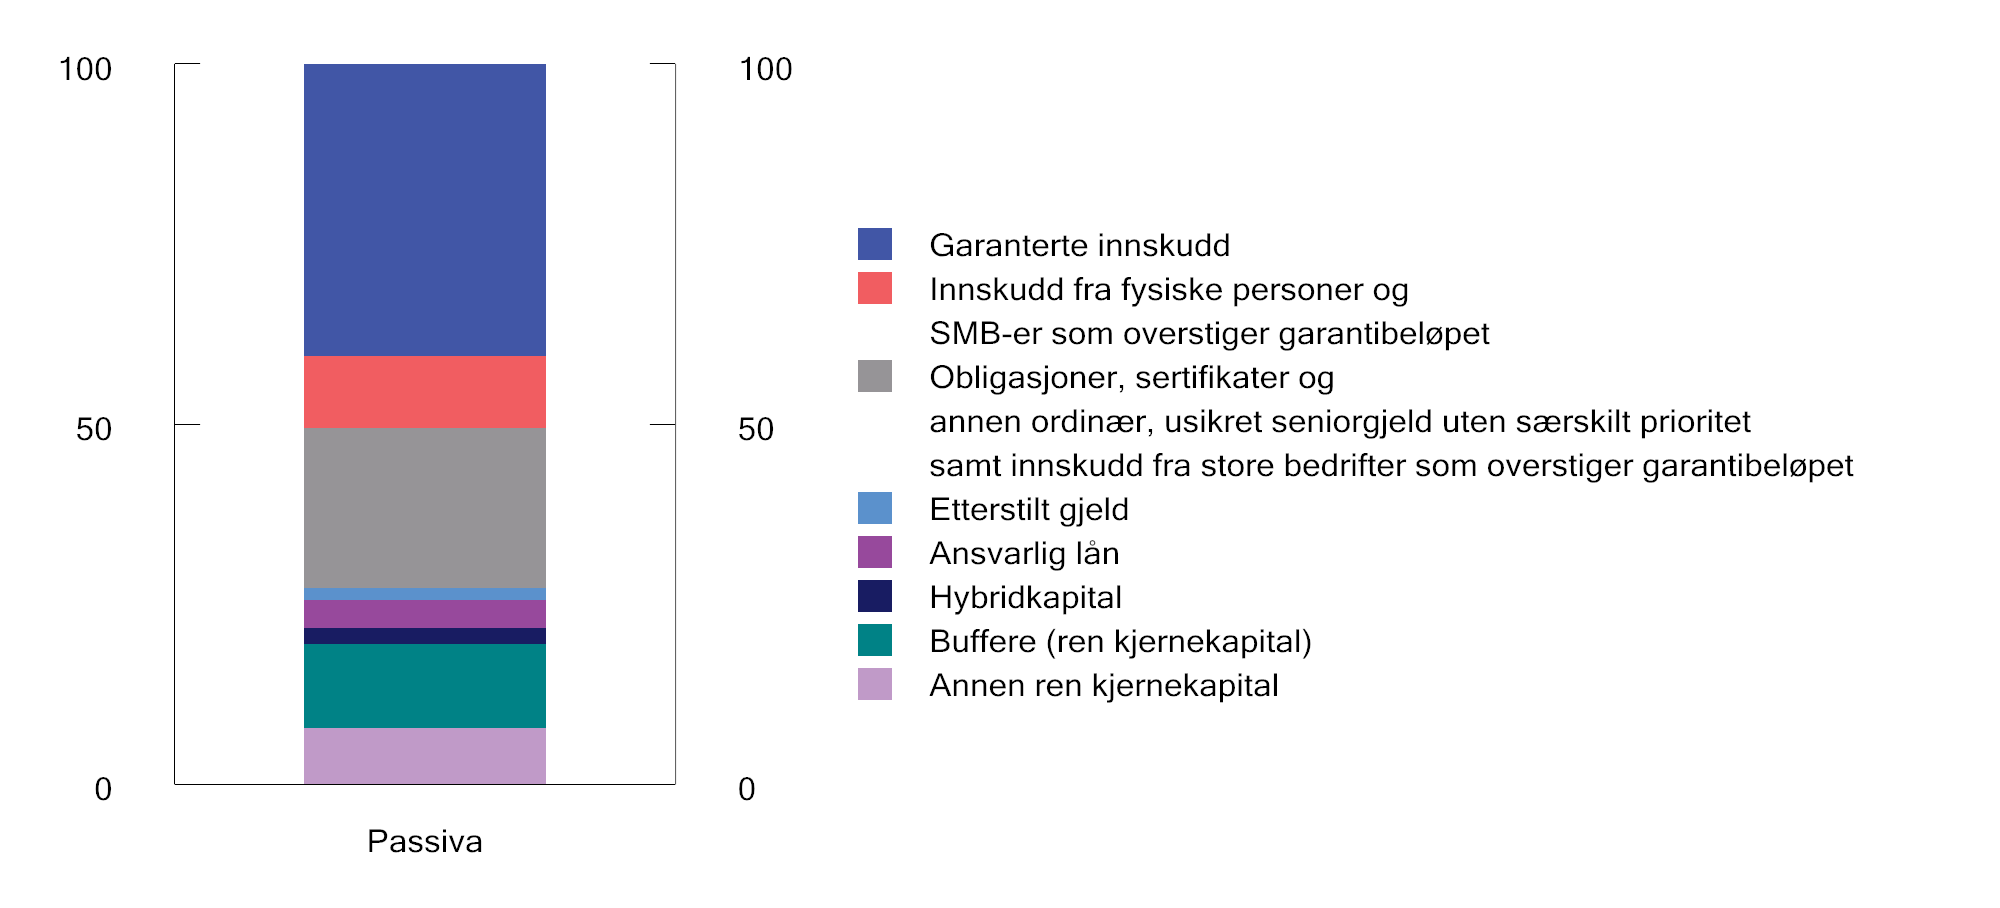 100
50
0
100
50
0
Passiva
Garanterte innskudd
Innskudd fra fysiske personer og
SMB-er som overstiger garantibeløpet
Obligasjoner, sertifikater og
annen ordinær, usikret seniorgjeld uten særskilt prioritet
samt innskudd fra store bedrifter som overstiger garantibeløpet
Etterstilt gjeld
Ansvarlig lån
Hybridkapital
Buffere (ren kjernekapital)
Annen ren kjernekapital